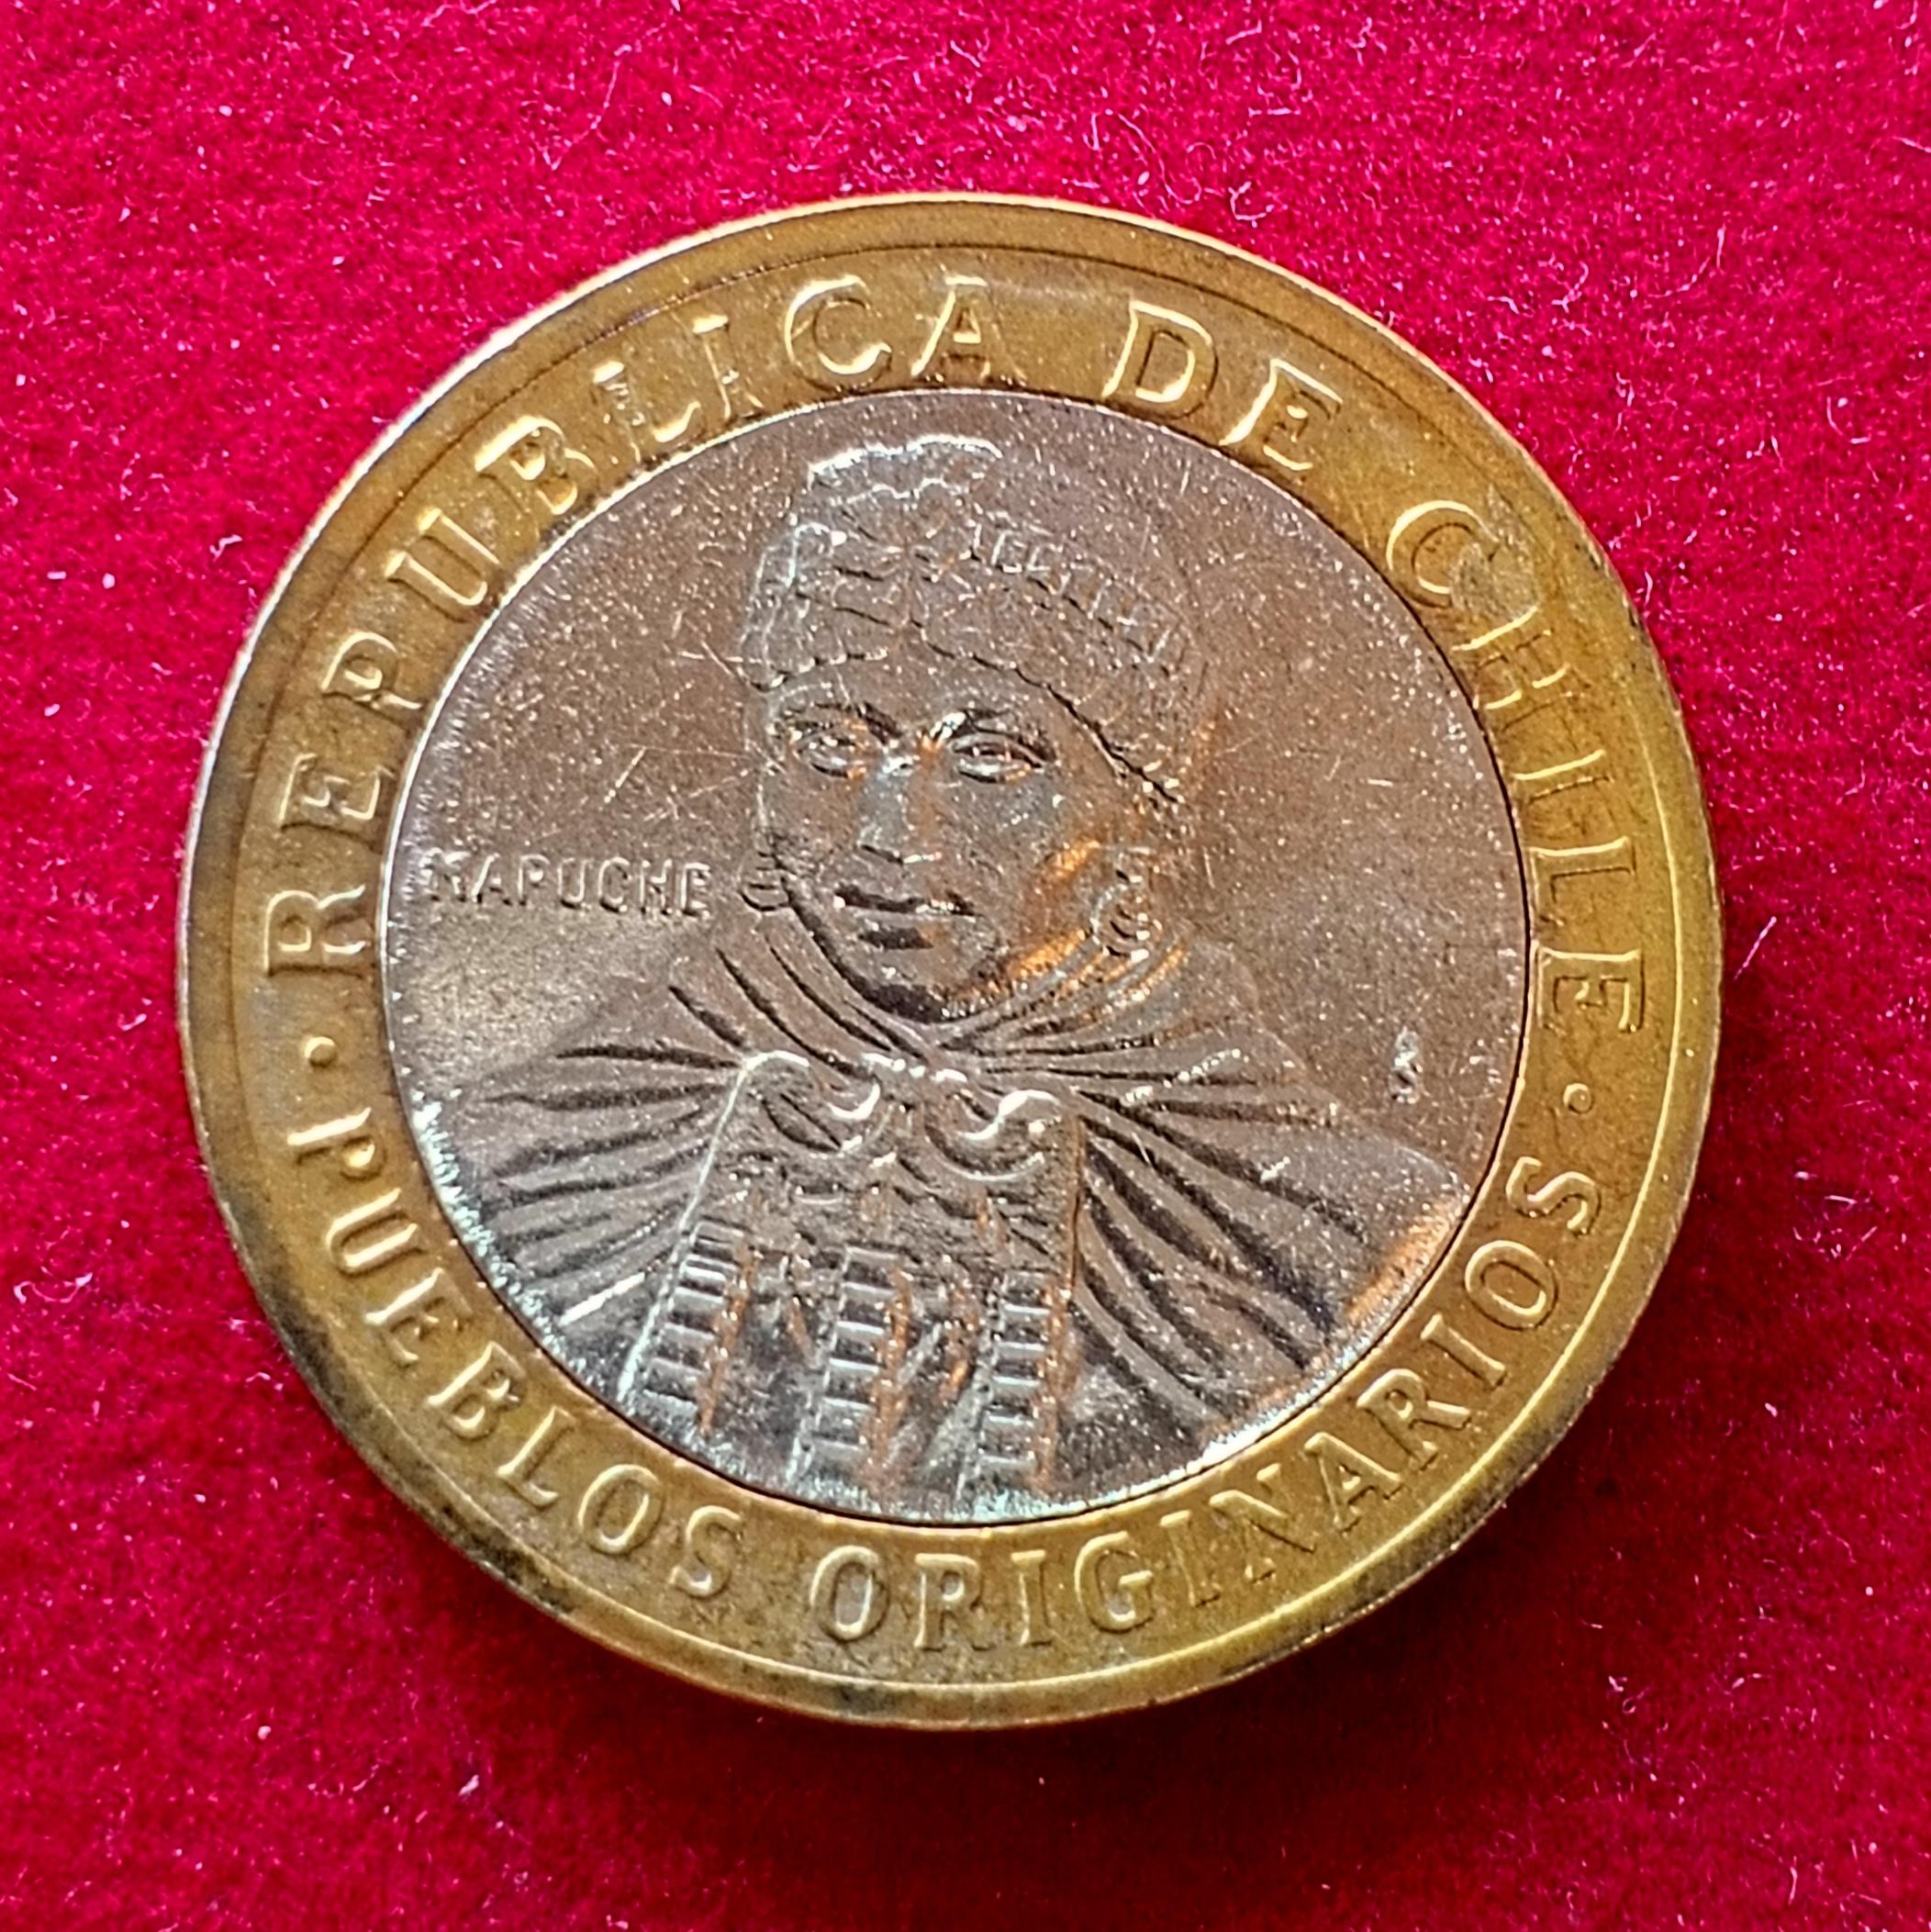 REPUBLICA DE CHILE
MAPUCHE
S
PUEBLOS ORIGINARIOS